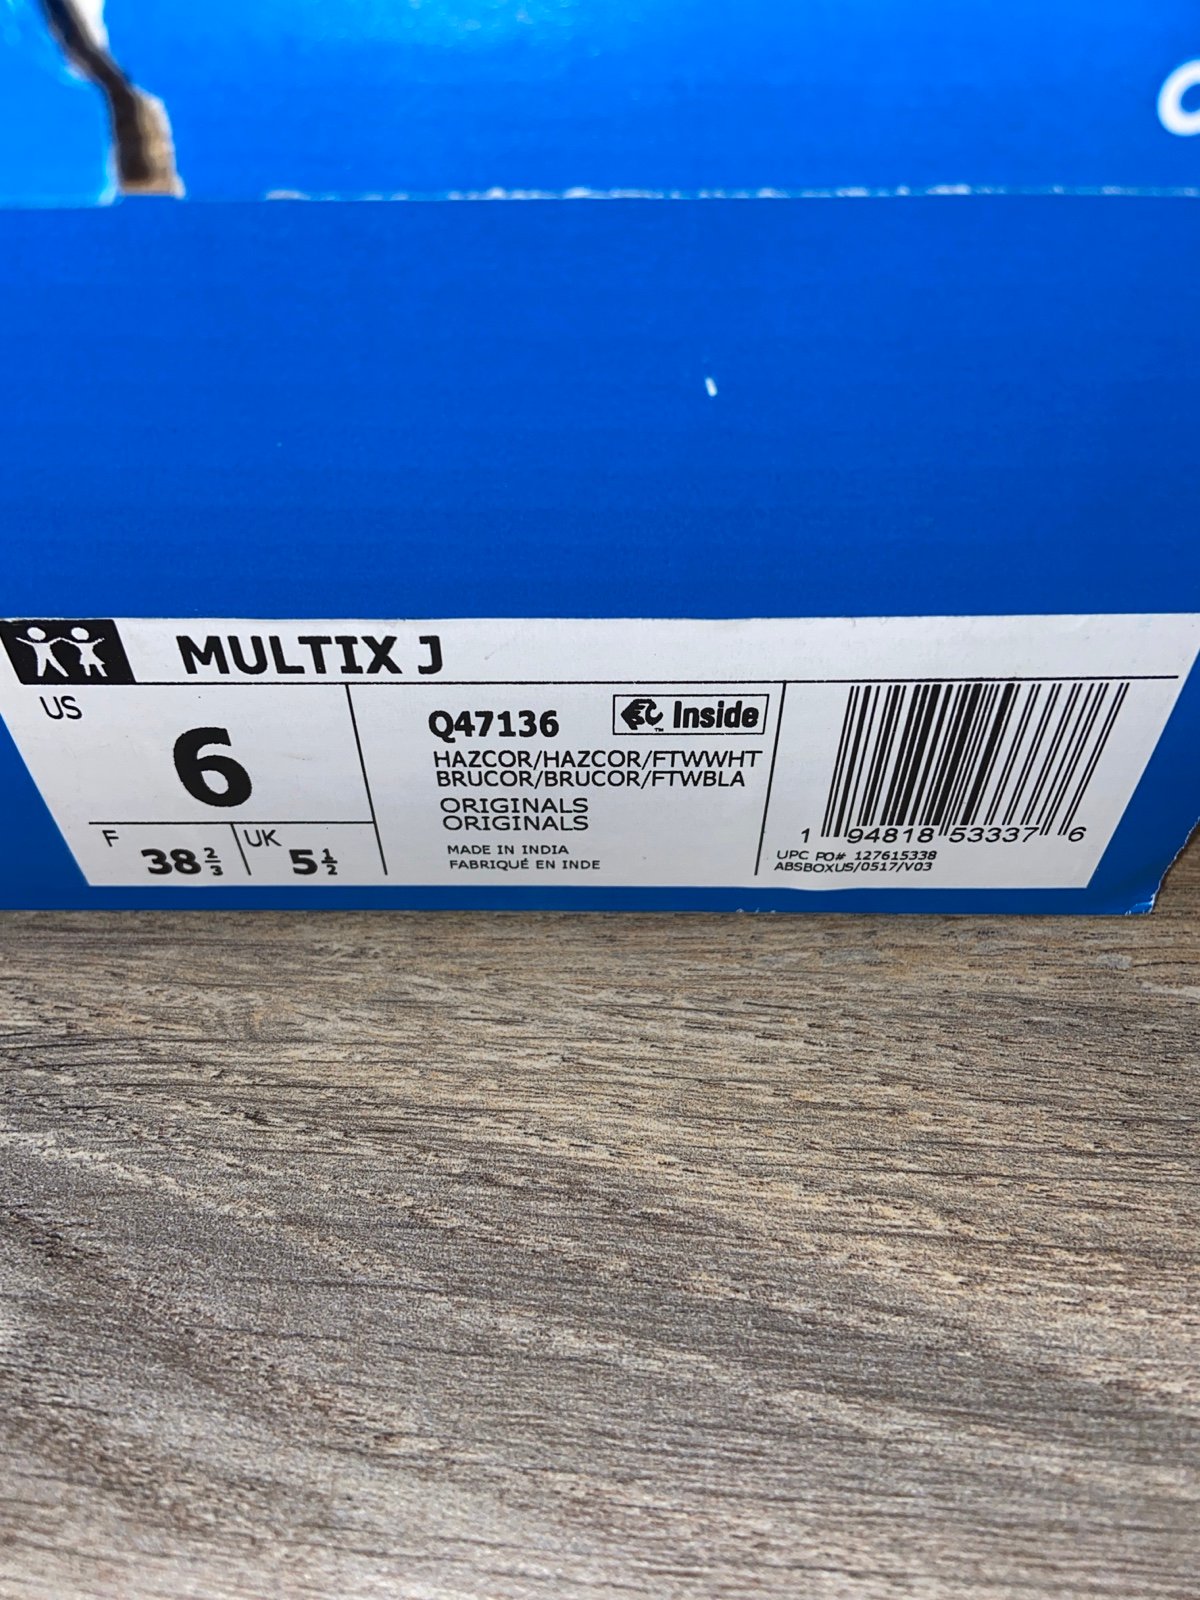 MULTIX J
US
6
F 38 2/3
UK 5 1/2
Q47136
Inside
™
HAZCOR/HAZCOR/FTWWHT
BRUCOR/BRUCOR/FTWBLA
ORIGINALS
ORIGINALS
MADE IN INDIA
FABRIQUÉ EN INDE
1 94818 53337 6
UPC PO# 127615338
ABSBOXUS/0517/V03